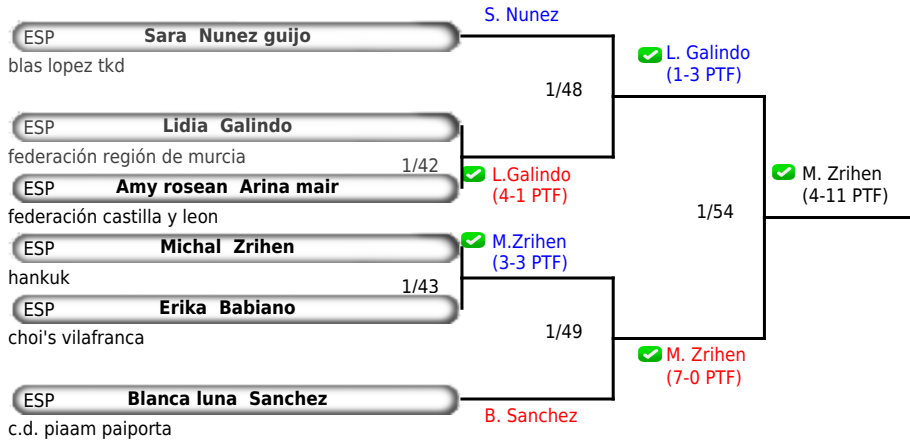 S. Nunez
ESP Sara Nunez guijo
blas lopez tkd
L. Galindo
(1-3 PTF)
1/48
ESP Lidia Galindo
federación región de murcia
1/42
L.Galindo
(4-1 PTF)
ESP Amy rosean Arina mair
federación castilla y leon
M. Zrihen
(4-11 PTF)
1/54
ESP Michal Zrihen
hankuk
M.Zrihen
(3-3 PTF)
1/43
ESP Erika Babiano
choi's vilafranca
1/49
M. Zrihen
(7-0 PTF)
ESP Blanca luna Sanchez
c.d. piaam paiporta
B. Sanchez